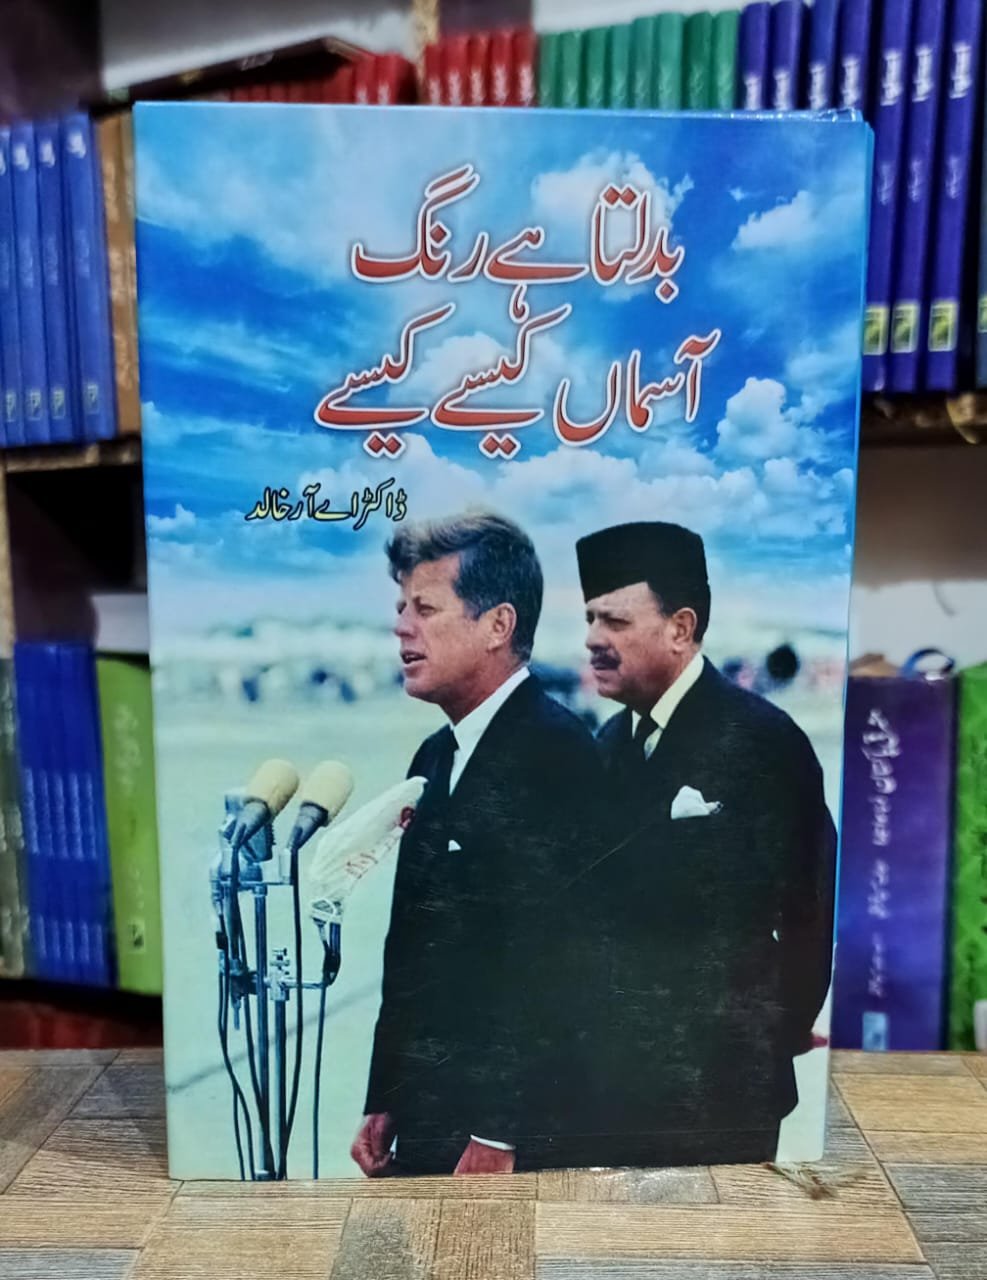 بدلتا ہے رنگ
آسماں کیسے کیسے
ڈاکٹر اے آر خالد